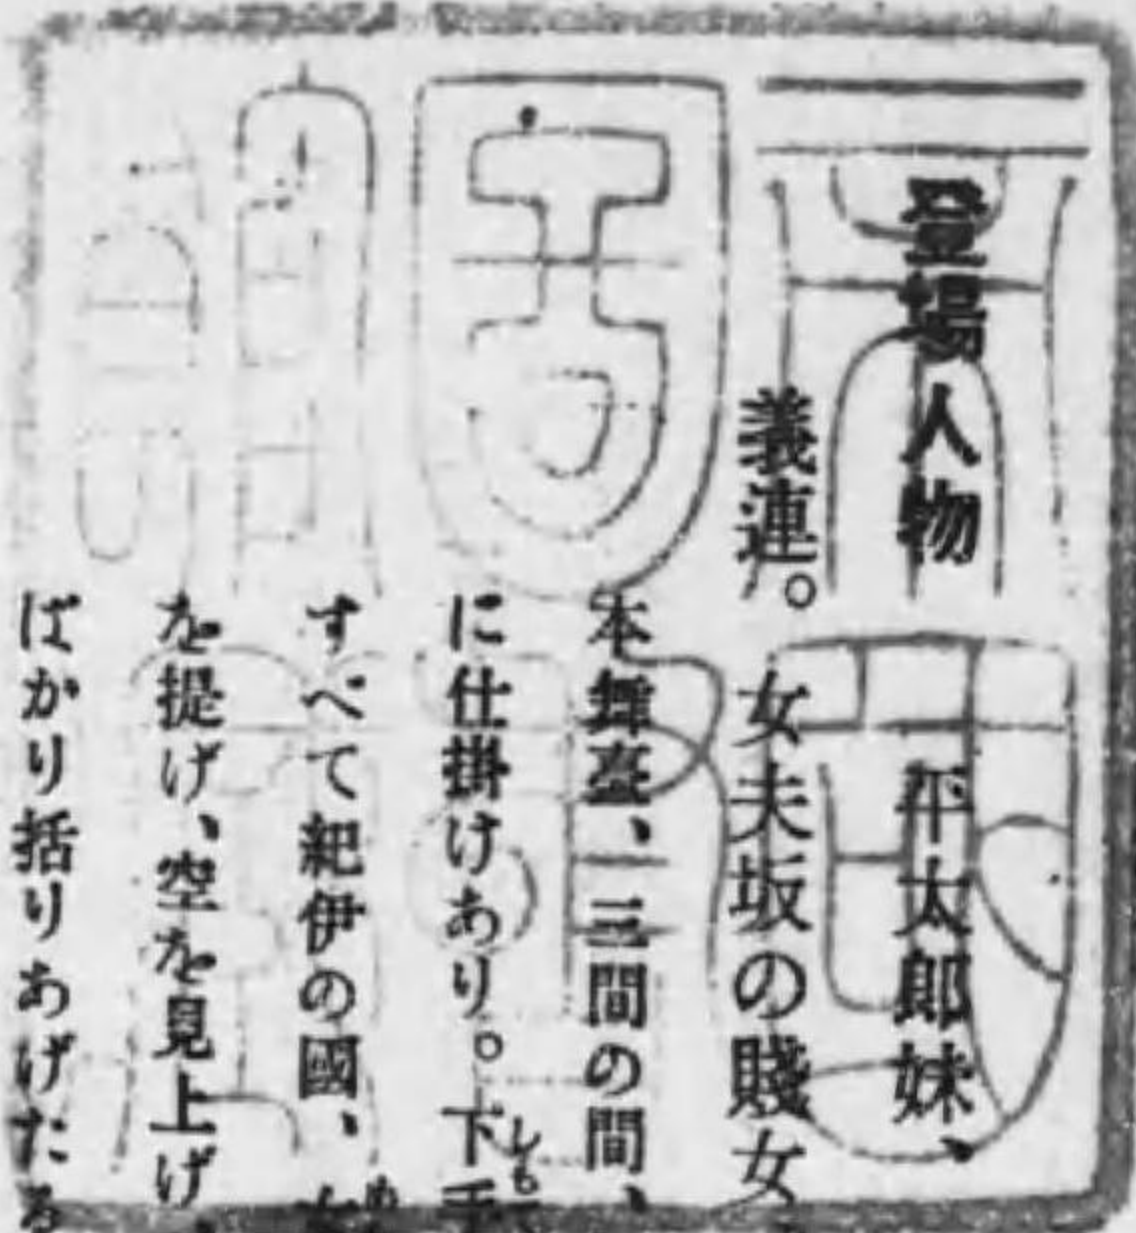 登場人物　平太郎妹、
義連。　女夫坂の賤女
本舞臺、三間の間、
に仕掛けあり。下手
すべて紀伊の國、
を提げ、空を見上げ
ばかり括りあげたる